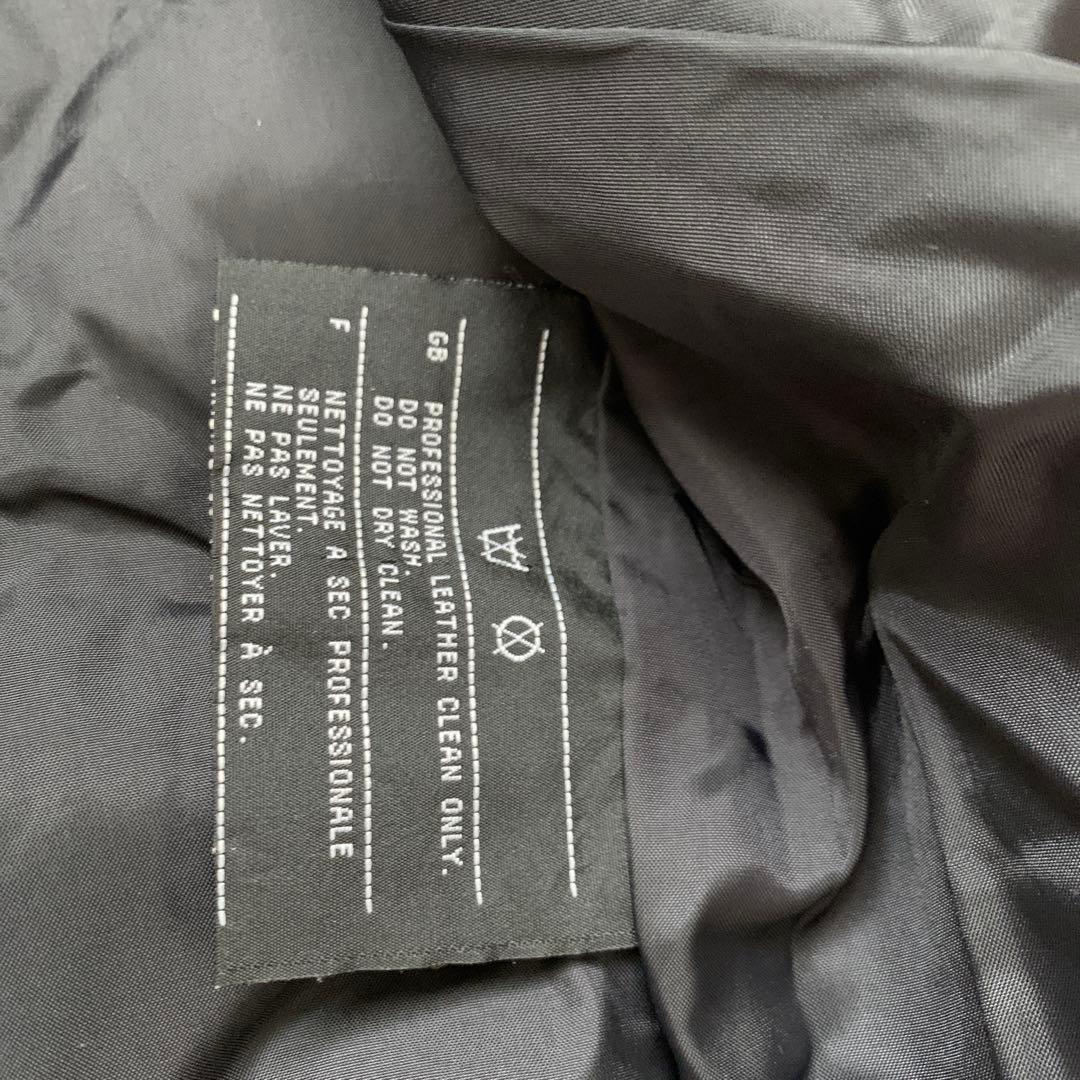 GB PROFESSIONAL LEATHER CLEAN ONLY.
DO NOT WASH.
DO NOT DRY CLEAN.
F NETTOYAGE A SEC PROFESSIONALE
SEULEMENT.
NE PAS LAVER.
NE PAS NETTOYER À SEC.